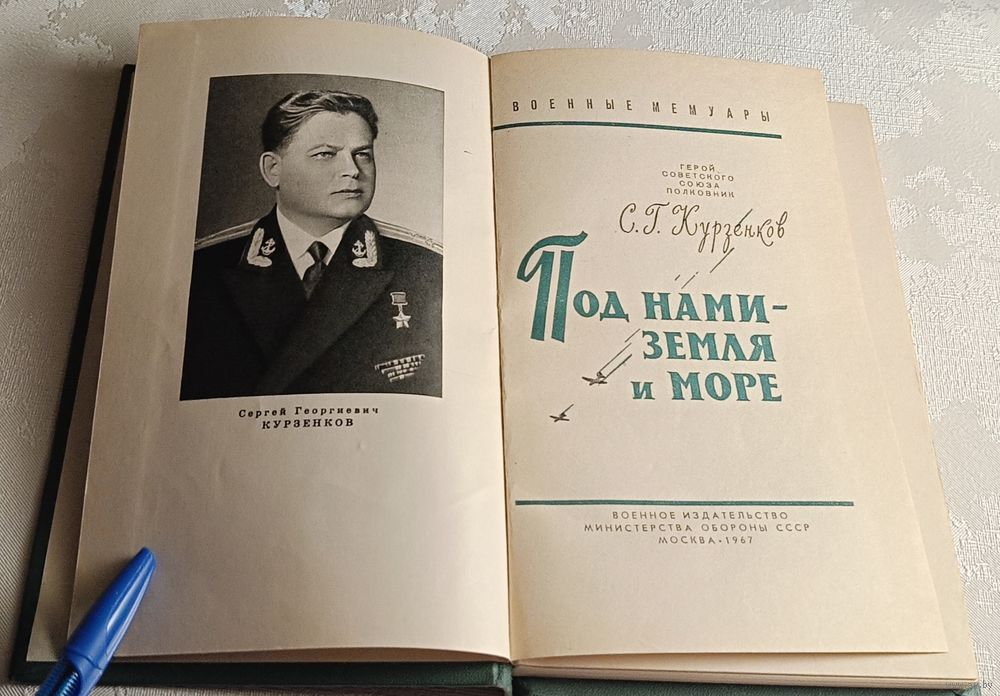 Сергей Георгиевич
КУРЗЕНКОВ
ВОЕННЫЕ МЕМУАРЫ
ГЕРОЙ
СОВЕТСКОГО
СОЮЗА
ПОЛКОВНИК
С. Г. Курзенков
ПОД НАМИ-
ЗЕМЛЯ
И МОРЕ
ВОЕННОЕ ИЗДАТЕЛЬСТВО
МИНИСТЕРСТВА ОБОРОНЫ СССР
МОСКВА-1967